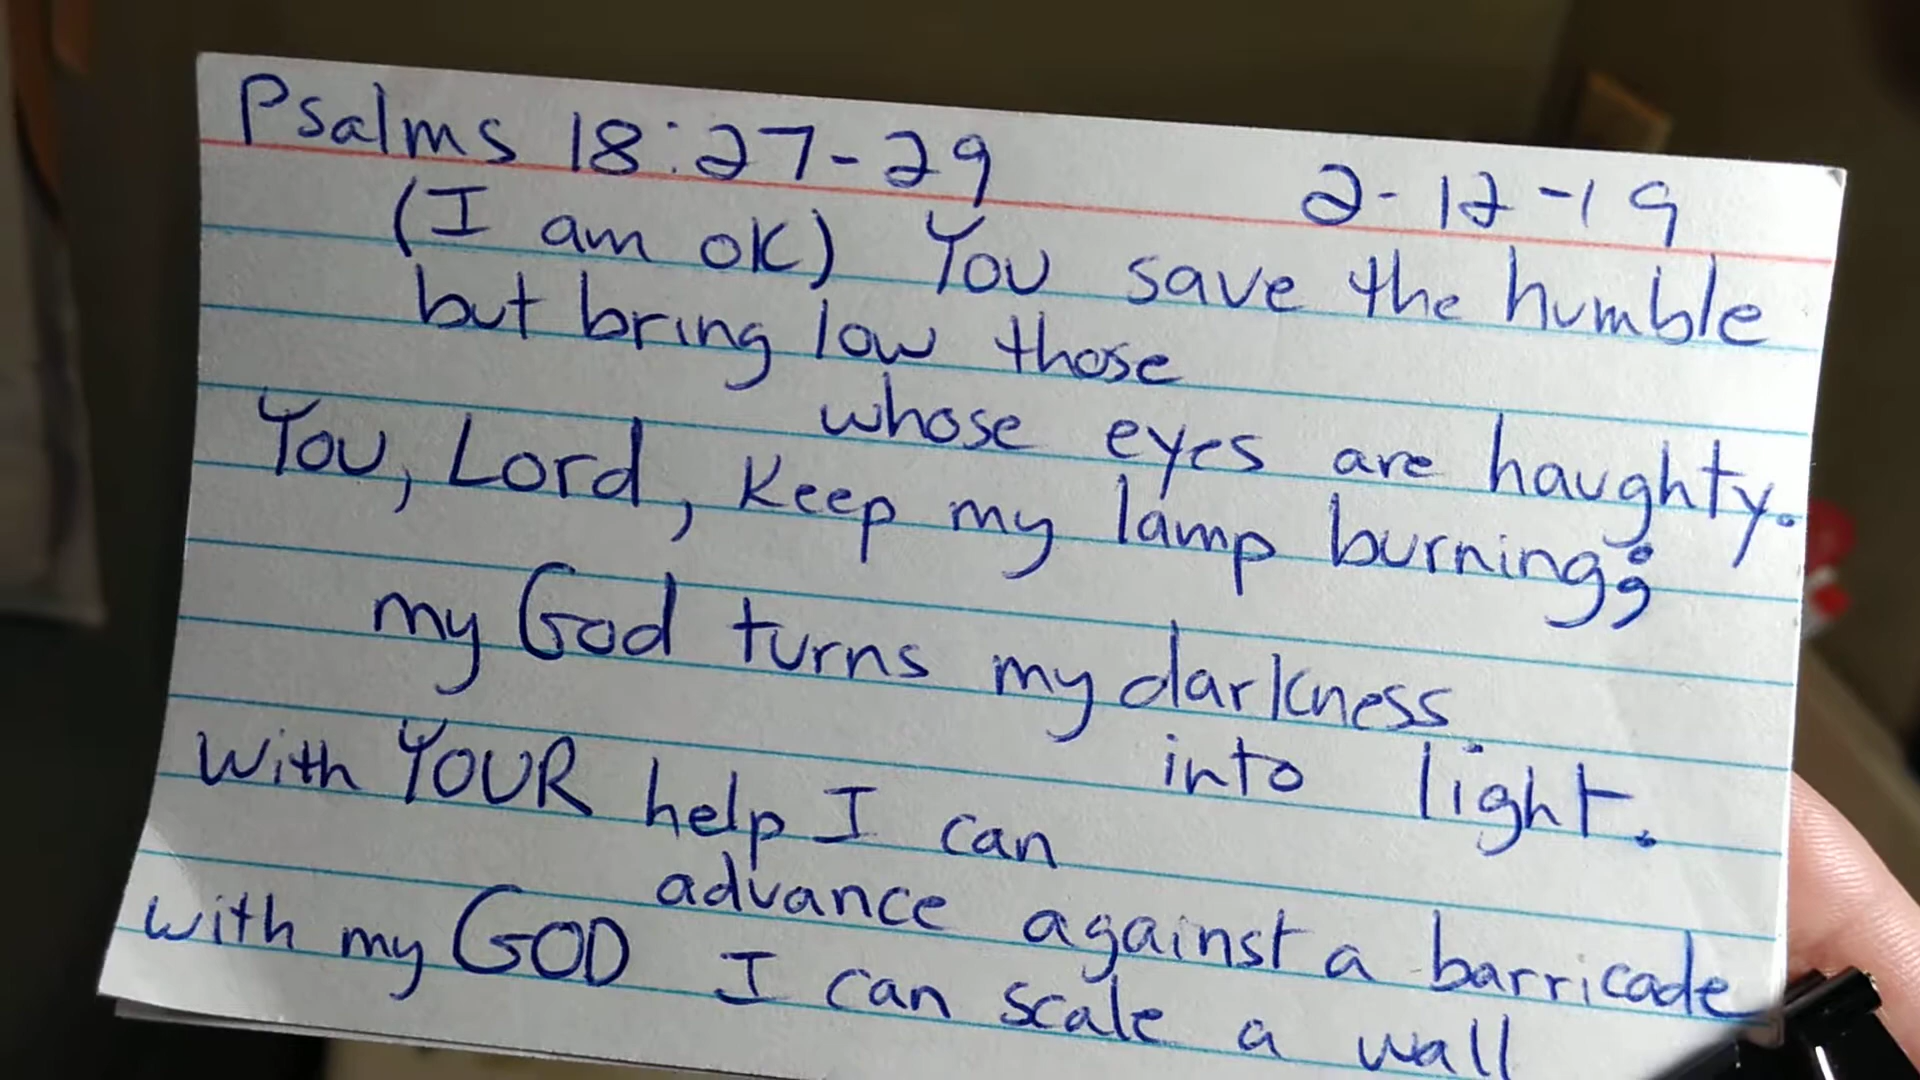 Psalms 18:27-29 2-12-19
(I am OK) You save the humble
but bring low those
whose eyes are haughty.
You, Lord, keep my lamp burning;
my God turns my darkness
into light.
With YOUR help I can
advance against a barricade
with my GOD I can scale a wall